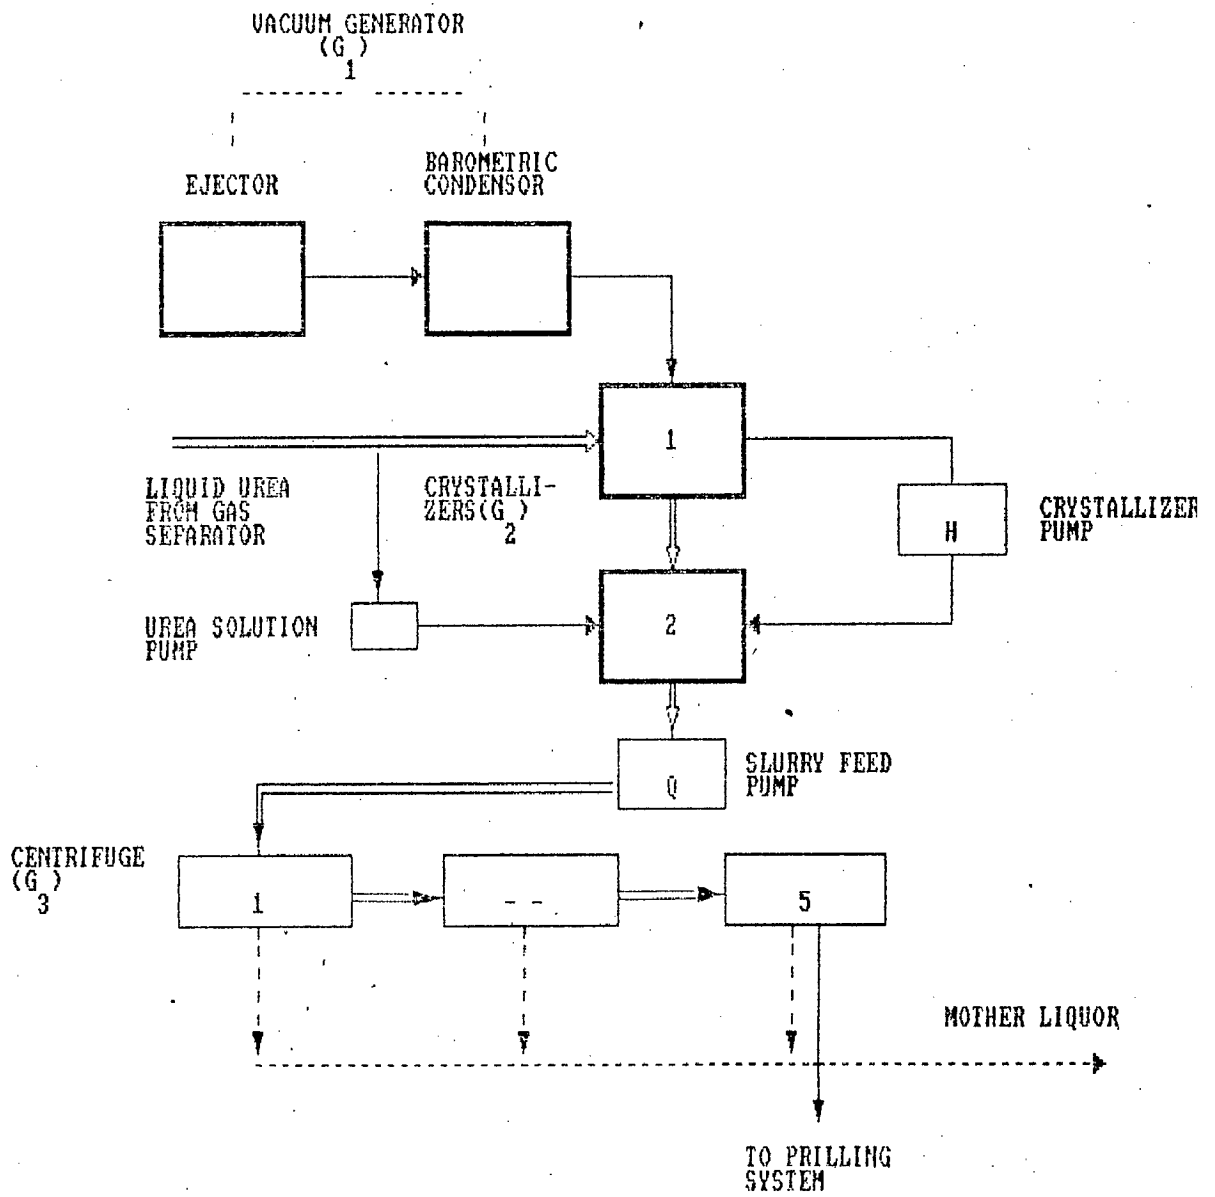 VACUUM GENERATOR
(G )
1
EJECTOR
BAROMETRIC
CONDENSOR
1
LIQUID UREA
FROM GAS
SEPARATOR
CRYSTALLI-
ZERS(G )
2
H
CRYSTALLIZER
PUMP
UREA SOLUTION
PUMP
2
Q
SLURRY FEED
PUMP
CENTRIFUGE
(G )
3
1
- -
5
MOTHER LIQUOR
TO PRILLING
SYSTEM